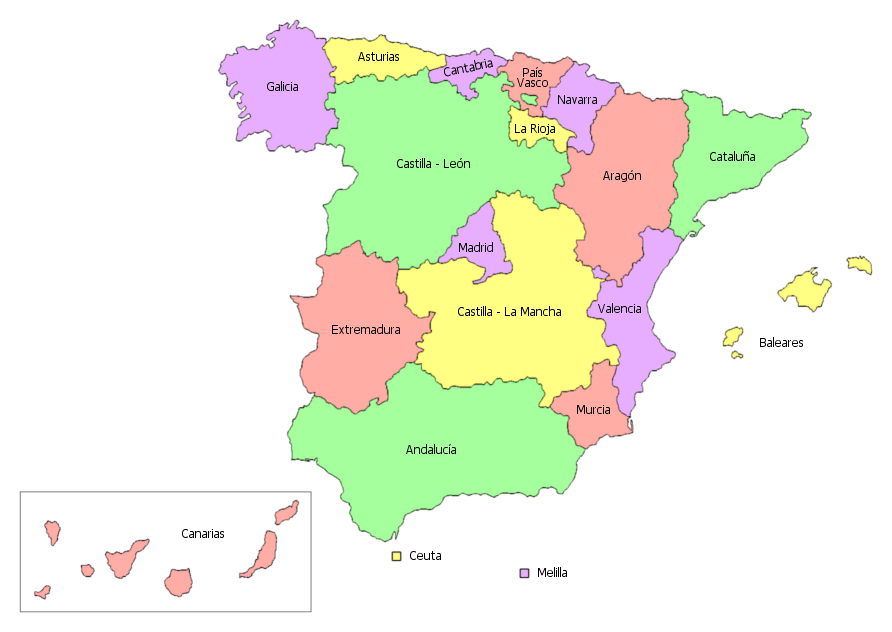 Asturias
Cantabria
País
Vasco
Galicia
Navarra
La Rioja
Castilla - León
Cataluña
Aragón
Madrid
Castilla - La Mancha
Valencia
Extremadura
Baleares
Murcia
Andalucía
Canarias
Ceuta
Melilla